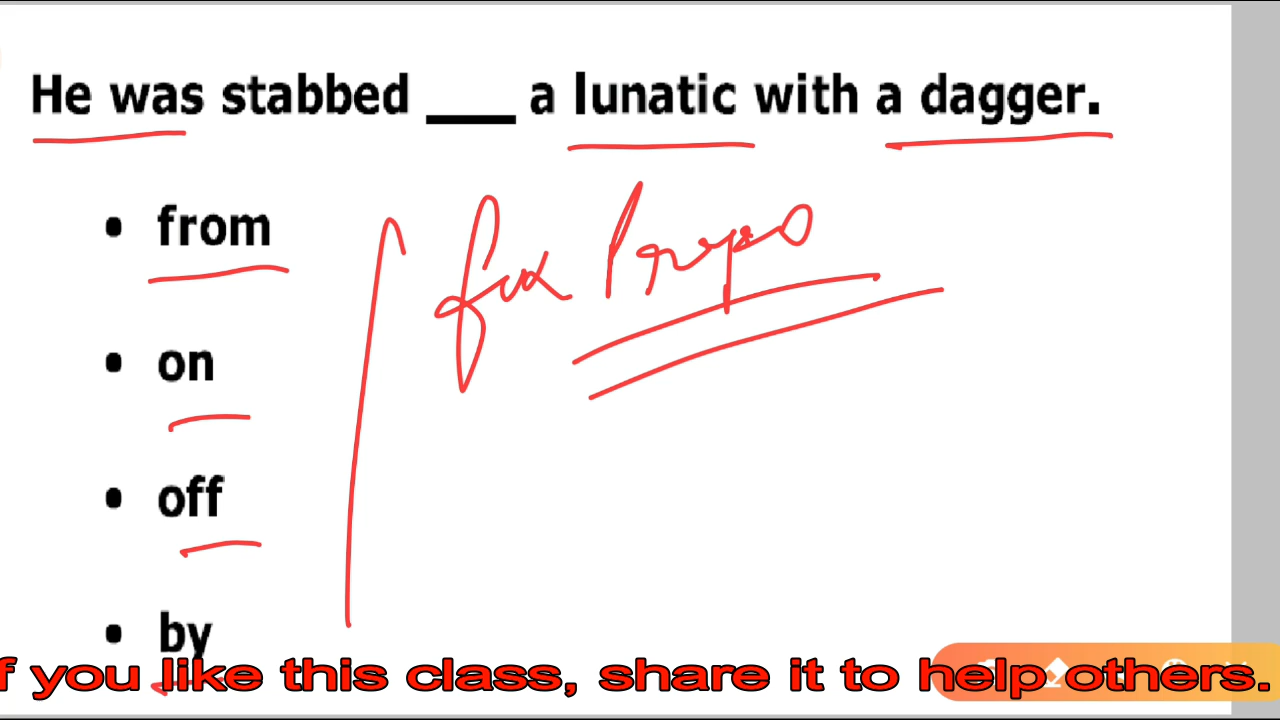 He was stabbed ___ a lunatic with a dagger.
• from
• on
• off
• by
f you like this class, share it to help others.